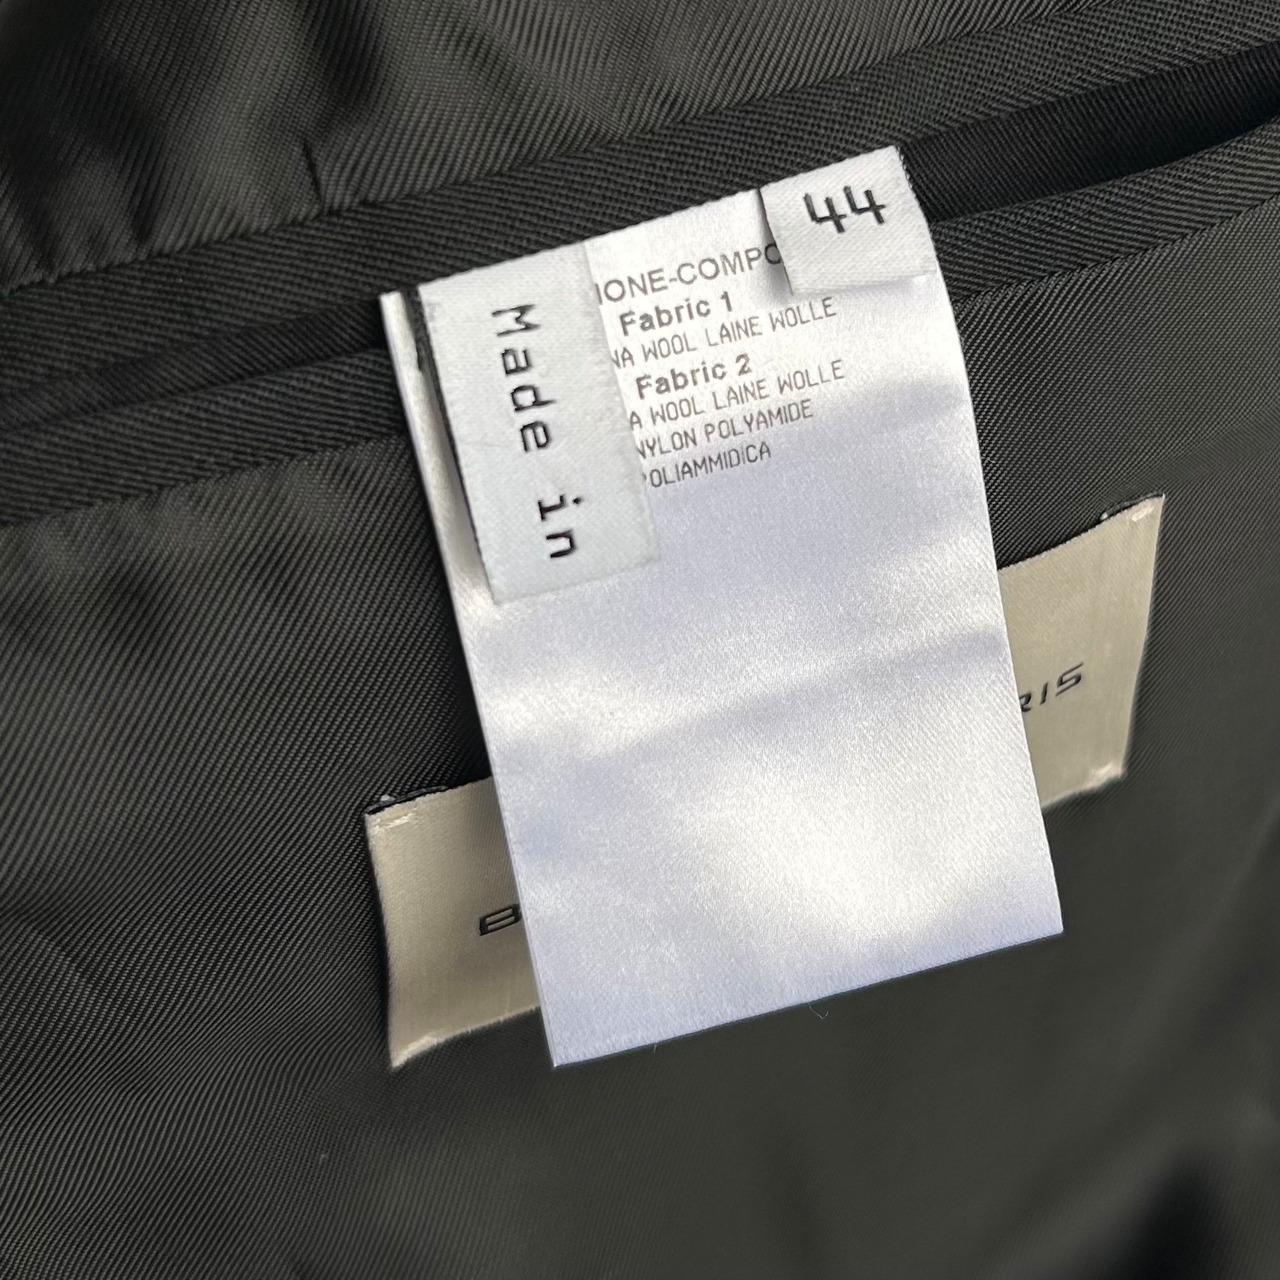 44
IONE-COMPO
Fabric 1
NA WOOL LAINE WOLLE
Fabric 2
A WOOL LAINE WOLLE
NYLON POLYAMIDE
POLIAMMIDICA
Made in
B
RIS